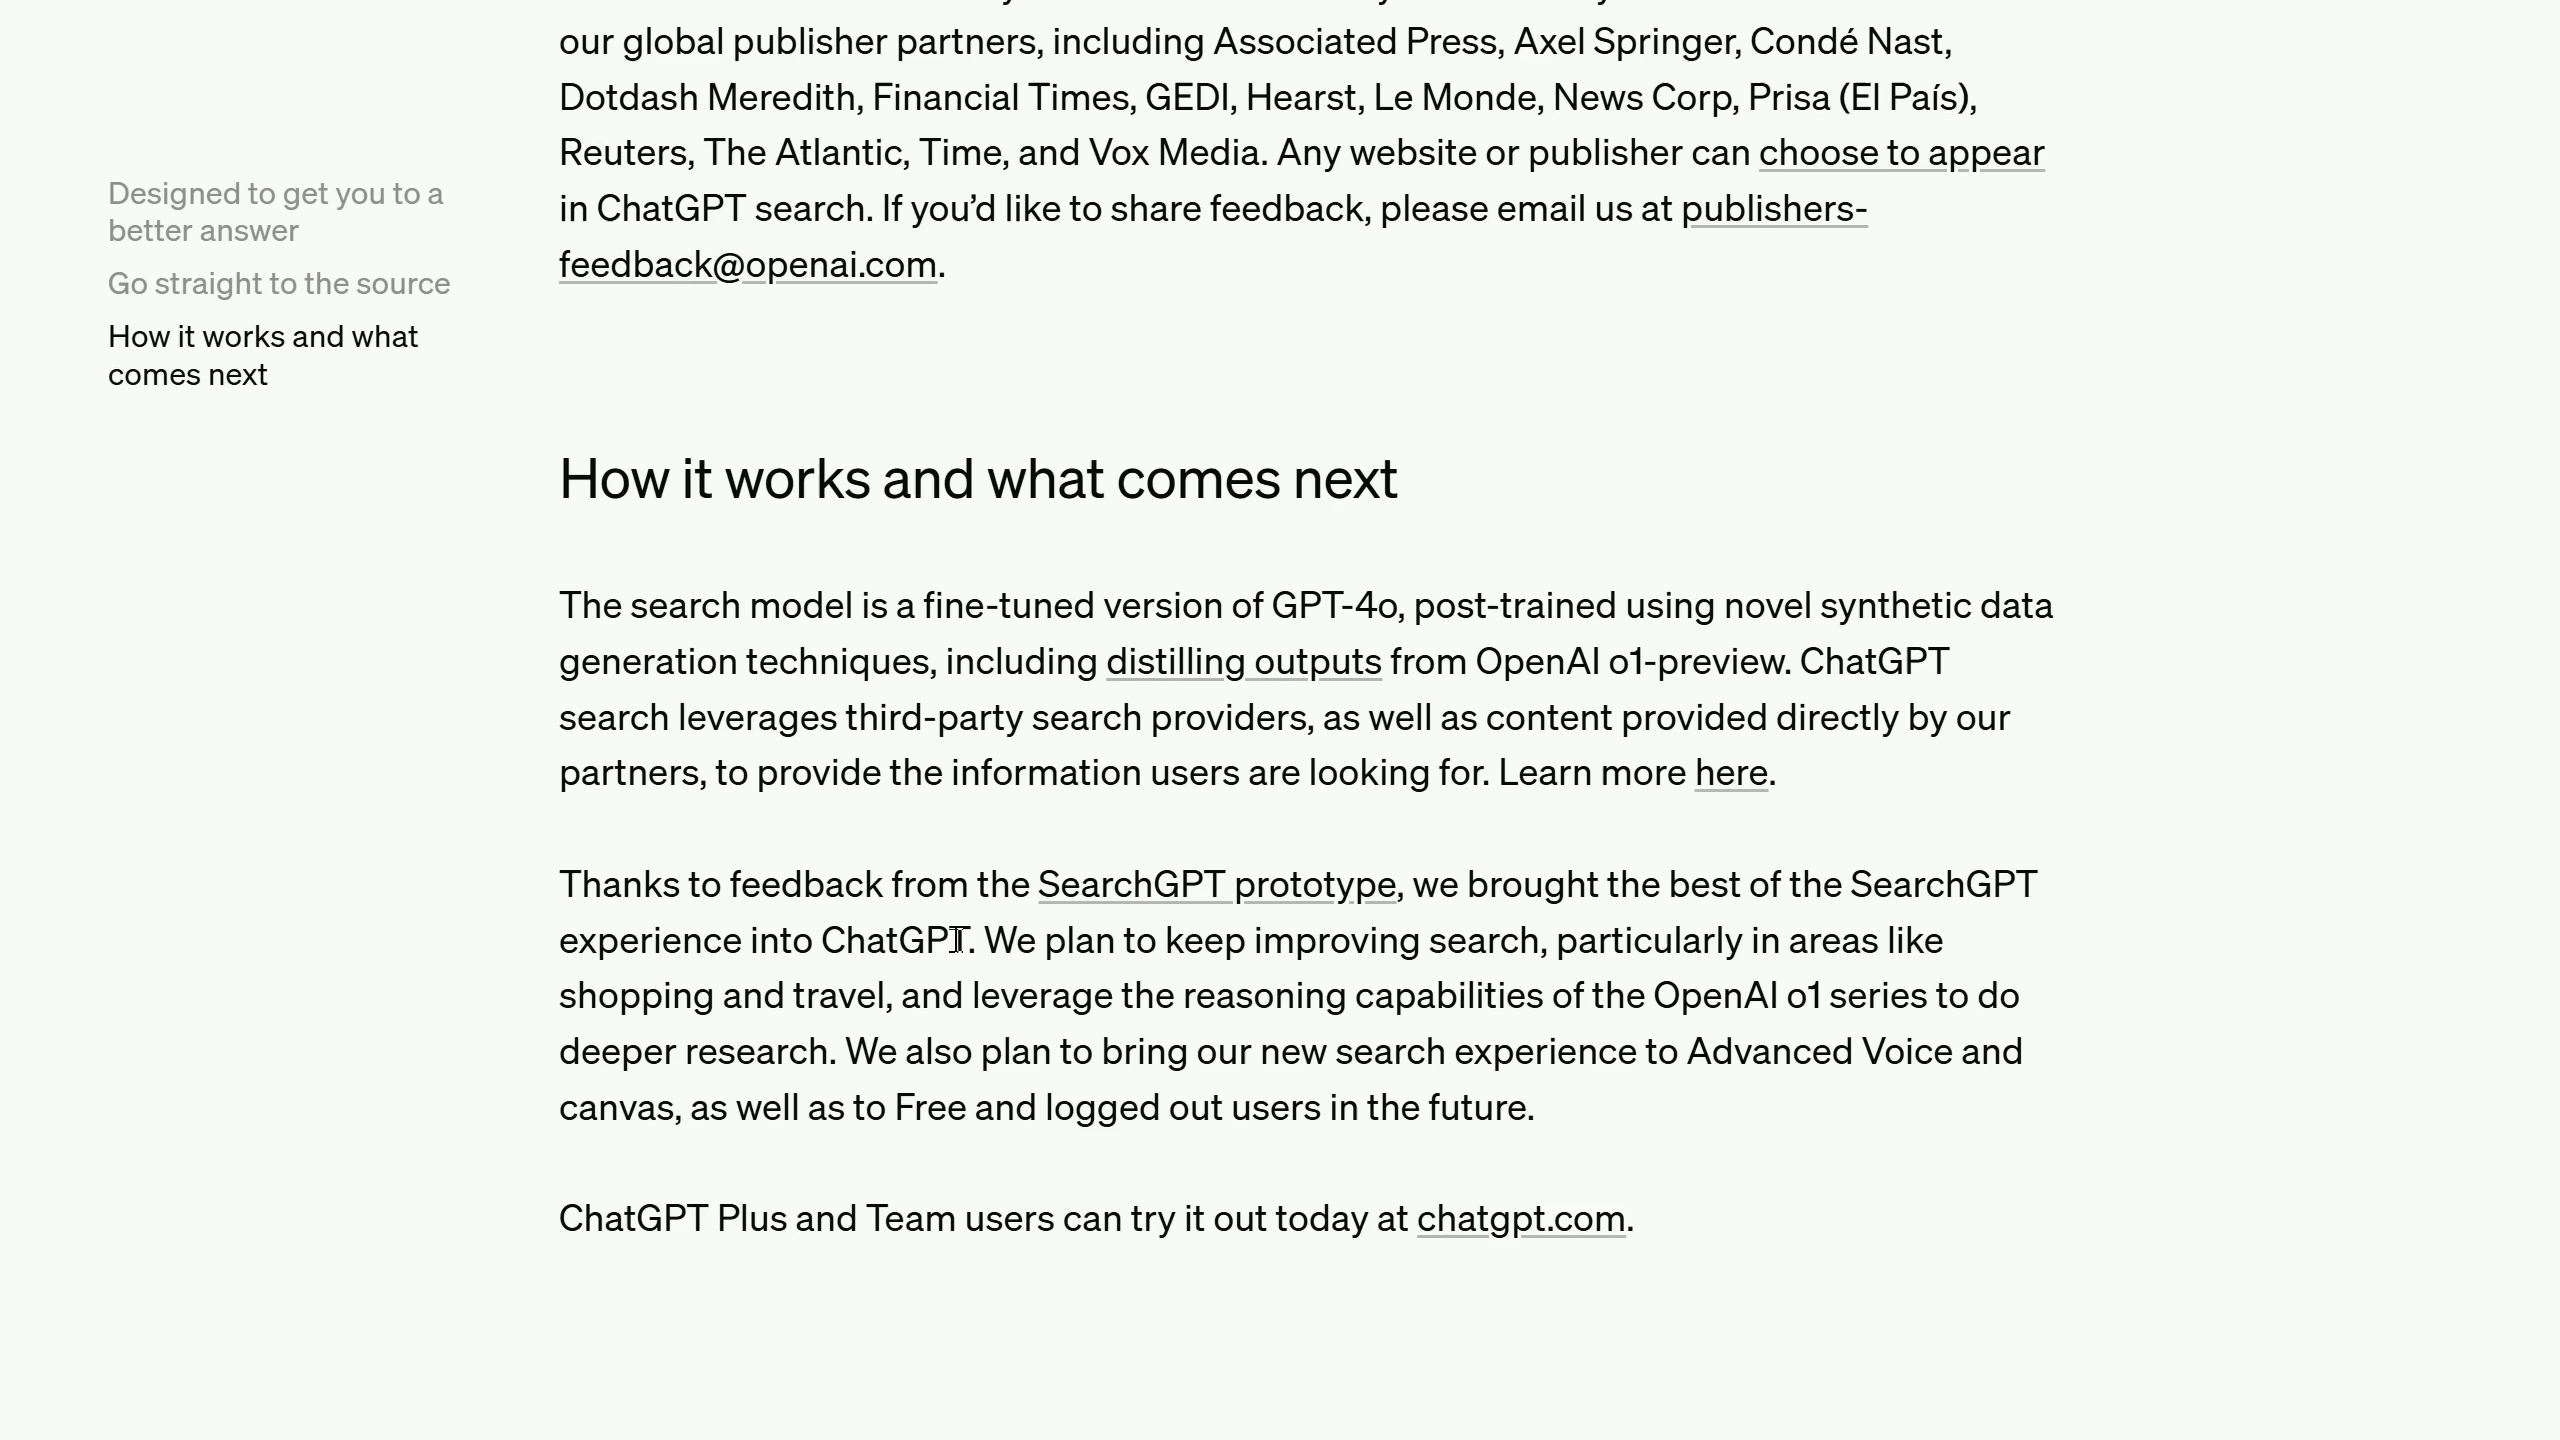 our global publisher partners, including Associated Press, Axel Springer, Condé Nast,
Dotdash Meredith, Financial Times, GEDI, Hearst, Le Monde, News Corp, Prisa (El País),
Reuters, The Atlantic, Time, and Vox Media. Any website or publisher can choose to appear
in ChatGPT search. If you’d like to share feedback, please email us at publishers-
feedback@openai.com.
Designed to get you to a
better answer
Go straight to the source
How it works and what
comes next
How it works and what comes next
The search model is a fine-tuned version of GPT-4o, post-trained using novel synthetic data
generation techniques, including distilling outputs from OpenAI o1-preview. ChatGPT
search leverages third-party search providers, as well as content provided directly by our
partners, to provide the information users are looking for. Learn more here.
Thanks to feedback from the SearchGPT prototype, we brought the best of the SearchGPT
experience into ChatGPT. We plan to keep improving search, particularly in areas like
shopping and travel, and leverage the reasoning capabilities of the OpenAI o1 series to do
deeper research. We also plan to bring our new search experience to Advanced Voice and
canvas, as well as to Free and logged out users in the future.
ChatGPT Plus and Team users can try it out today at chatgpt.com.